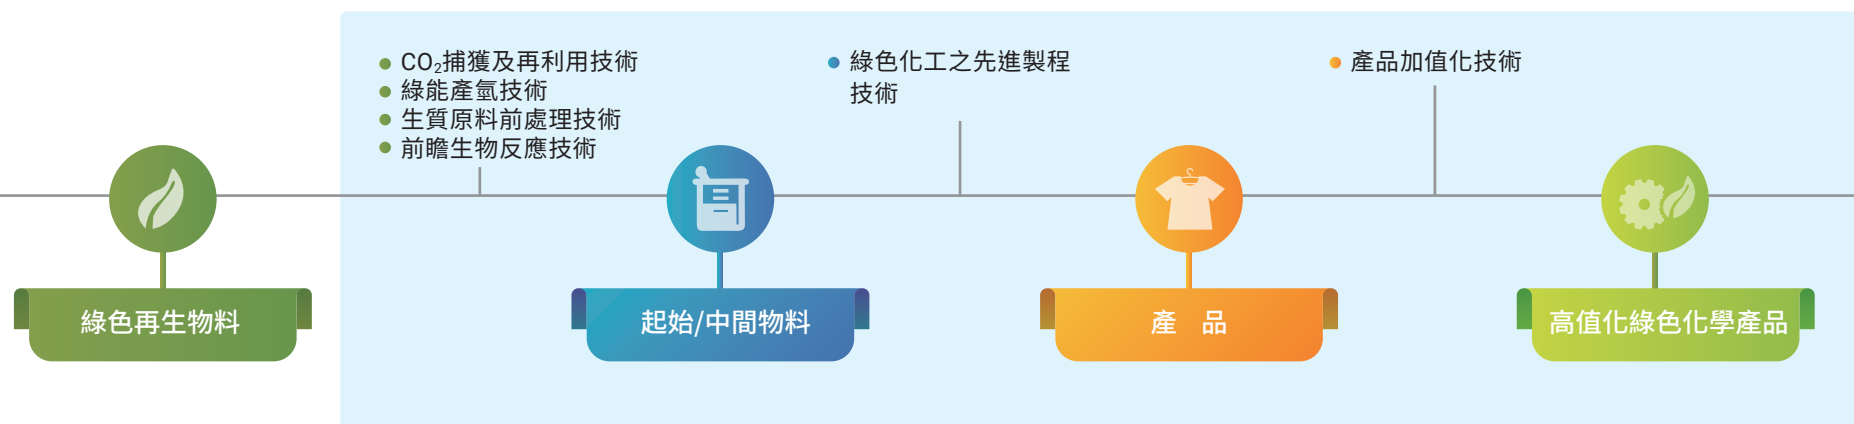 CO₂捕獲及再利用技術
綠能產氫技術
生質原料前處理技術
前瞻生物反應技術
綠色化工之先進製程
技術
產品加值化技術
綠色再生物料
起始/中間物料
產 品
高值化綠色化學產品